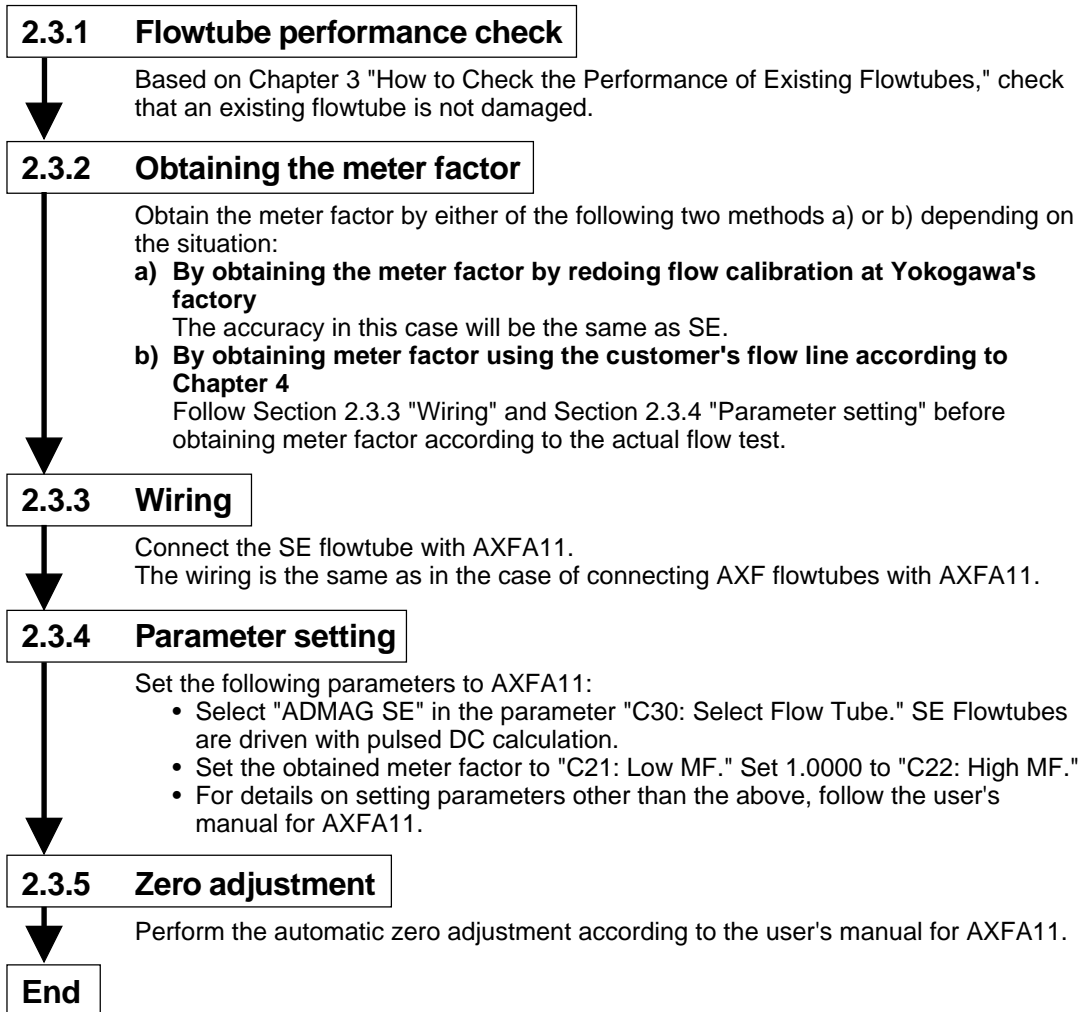 2.3.1 Flowtube performance check
Based on Chapter 3 "How to Check the Performance of Existing Flowtubes," check
that an existing flowtube is not damaged.
2.3.2 Obtaining the meter factor
Obtain the meter factor by either of the following two methods a) or b) depending on
the situation:
a) By obtaining the meter factor by redoing flow calibration at Yokogawa's
factory
The accuracy in this case will be the same as SE.
b) By obtaining meter factor using the customer's flow line according to
Chapter 4
Follow Section 2.3.3 "Wiring" and Section 2.3.4 "Parameter setting" before
obtaining meter factor according to the actual flow test.
2.3.3 Wiring
Connect the SE flowtube with AXFA11.
The wiring is the same as in the case of connecting AXF flowtubes with AXFA11.
2.3.4 Parameter setting
Set the following parameters to AXFA11:
• Select "ADMAG SE" in the parameter "C30: Select Flow Tube." SE Flowtubes
are driven with pulsed DC calculation.
• Set the obtained meter factor to "C21: Low MF." Set 1.0000 to "C22: High MF."
• For details on setting parameters other than the above, follow the user's
manual for AXFA11.
2.3.5 Zero adjustment
Perform the automatic zero adjustment according to the user's manual for AXFA11.
End